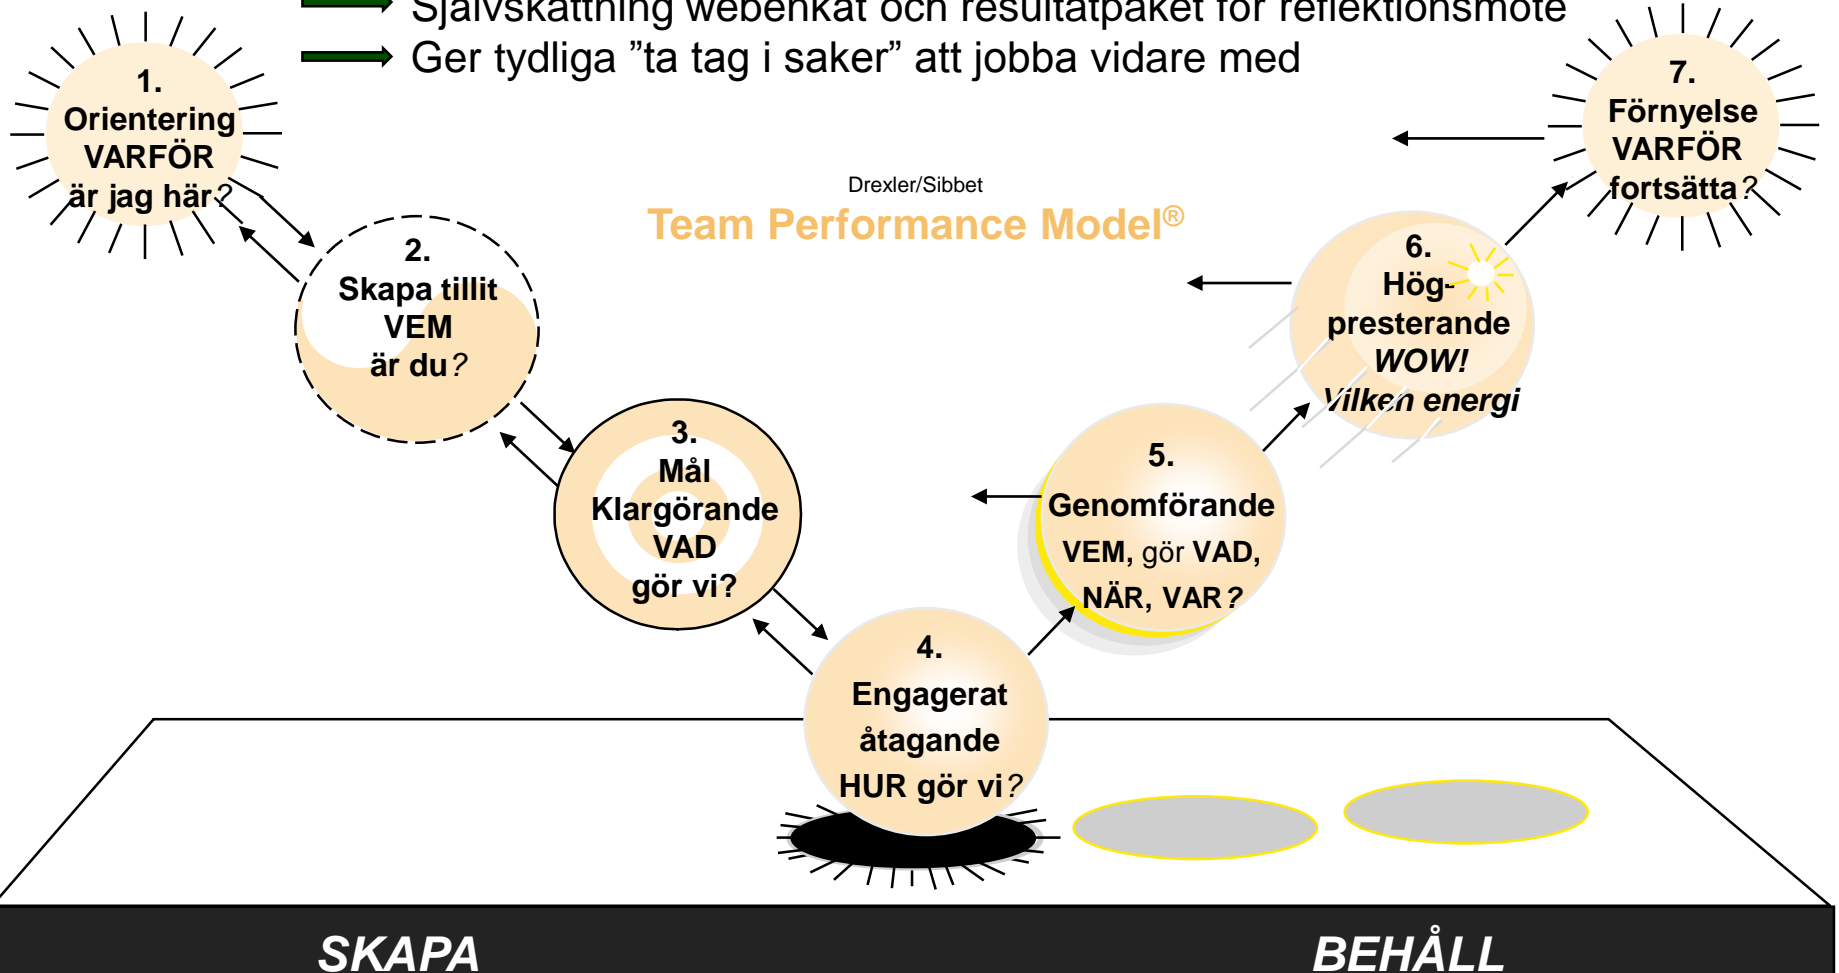 Självskattning webenkät och resultatpaket för reflektionsmöte
Ger tydliga ”ta tag i saker” att jobba vidare med
1.
Orientering
VARFÖR
är jag här?
7.
Förnyelse
VARFÖR
fortsätta?
Drexler/Sibbet
Team Performance Model®
2.
Skapa tillit
VEM
är du?
6.
Hög-
presterande
WOW!
Vilken energi
3.
Mål
Klargörande
VAD
gör vi?
5.
Genomförande
VEM, gör VAD,
NÄR, VAR?
4.
Engagerat
åtagande
HUR gör vi?
SKAPA
BEHÅLL